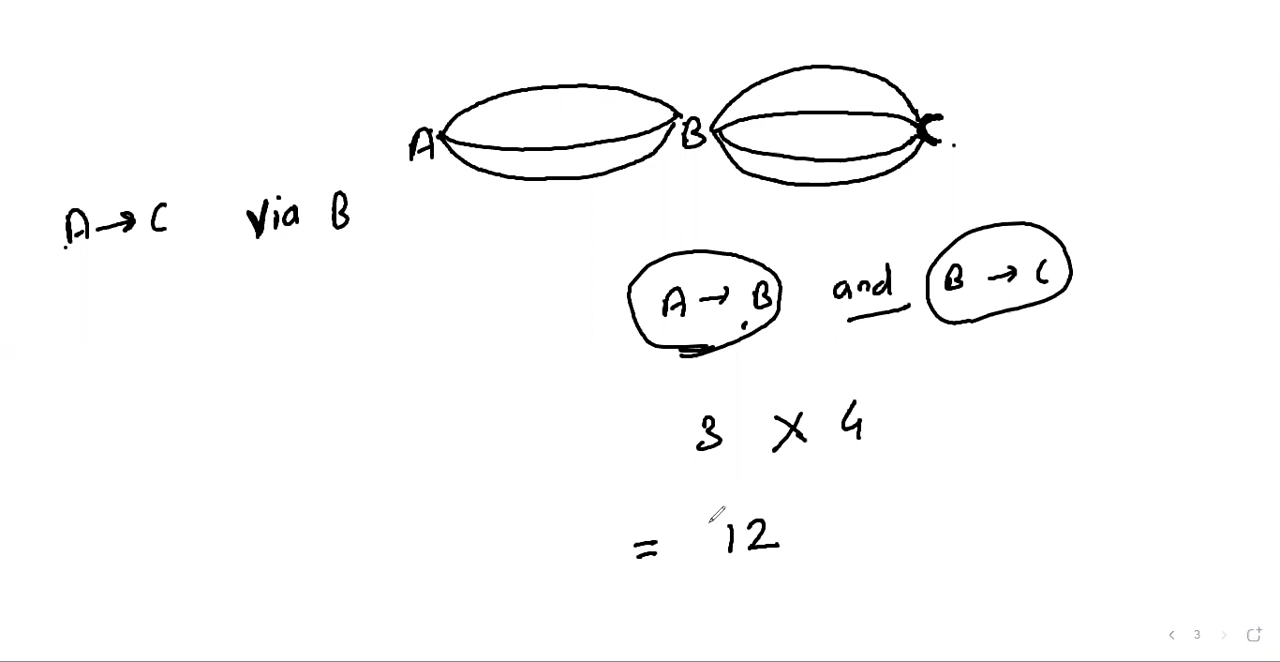 A B C .
A → C via B
A → B and B → C
3 × 4
= 12
3